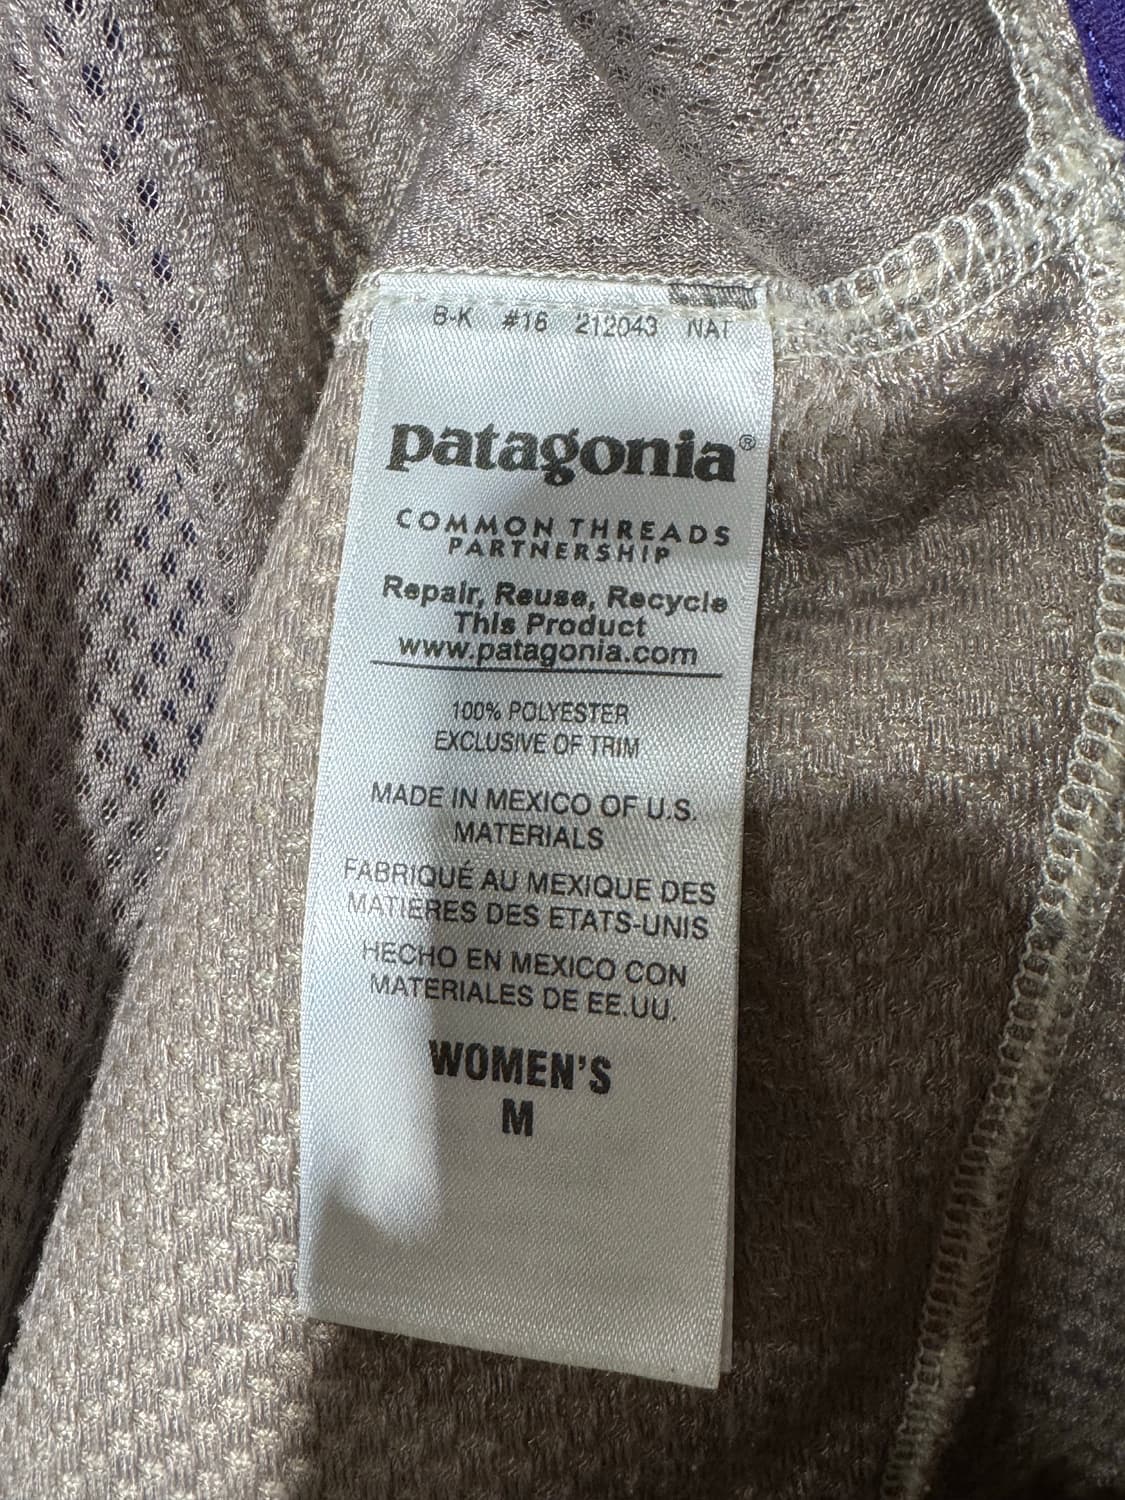 B-K #16 212043 NAT
patagonia®
COMMON THREADS
PARTNERSHIP
Repair, Reuse, Recycle
This Product
www.patagonia.com
100% POLYESTER
EXCLUSIVE OF TRIM
MADE IN MEXICO OF U.S.
MATERIALS
FABRIQUÉ AU MEXIQUE DES
MATIERES DES ETATS-UNIS
HECHO EN MEXICO CON
MATERIALES DE EE.UU.
WOMEN'S
M